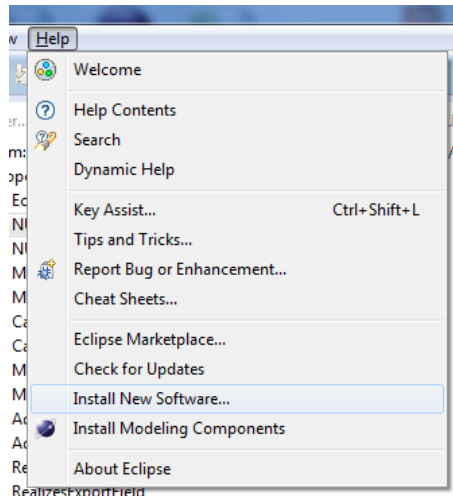 Help
Welcome
Help Contents
Search
Dynamic Help
Key Assist... Ctrl+Shift+L
Tips and Tricks...
Report Bug or Enhancement...
Cheat Sheets...
Eclipse Marketplace...
Check for Updates
Install New Software...
Install Modeling Components
About Eclipse
RealizesExportField